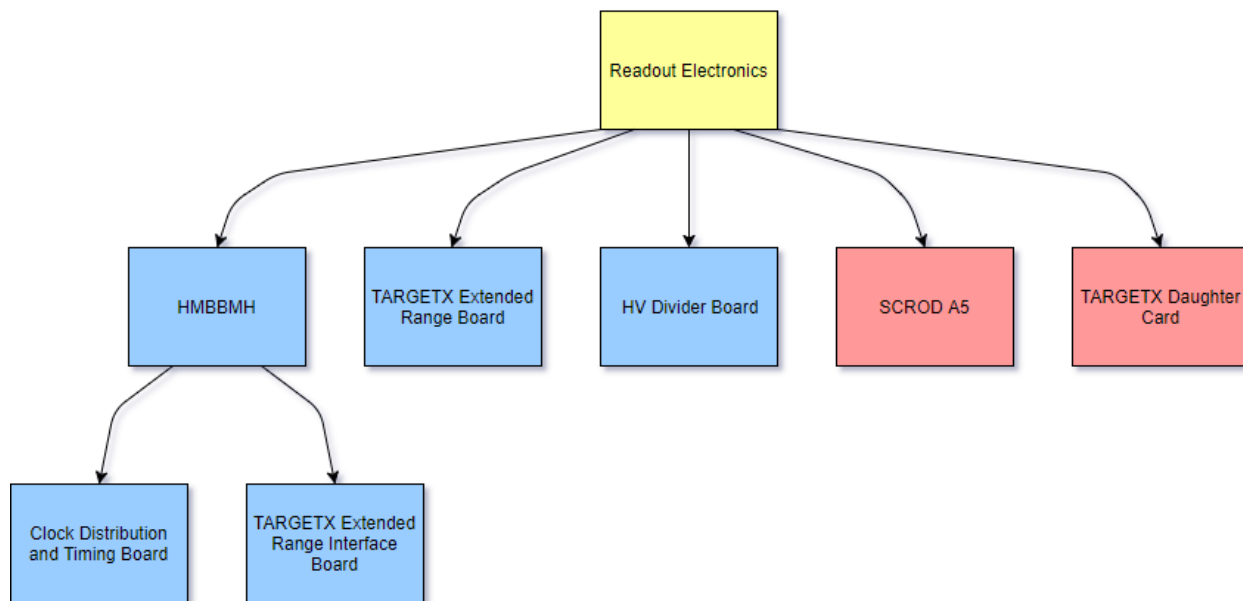 Readout Electronics
HMBBMH
TARGETX Extended
Range Board
HV Divider Board
SCROD A5
TARGETX Daughter
Card
Clock Distribution
and Timing Board
TARGETX Extended
Range Interface
Board